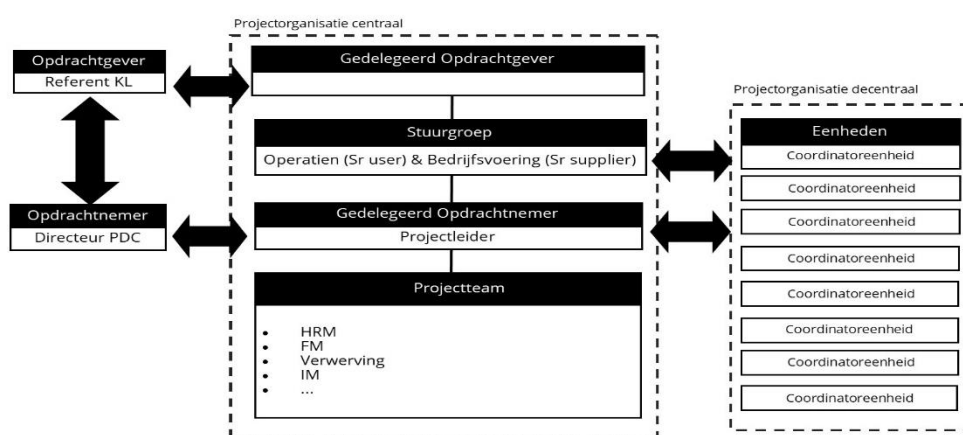 Projectorganisatie centraal
Opdrachtgever
Referent KL
Gedelegeerd Opdrachtgever
Projectorganisatie decentraal
Stuurgroep
Operatien (Sr user) & Bedrijfsvoering (Sr supplier)
Opdrachtnemer
Directeur PDC
Gedelegeerd Opdrachtnemer
Projectleider
Projectteam
• HRM
• FM
• Verwerving
• IM
• ...
Eenheden
Coordinatoreenheid
Coordinatoreenheid
Coordinatoreenheid
Coordinatoreenheid
Coordinatoreenheid
Coordinatoreenheid
Coordinatoreenheid
Coordinatoreenheid